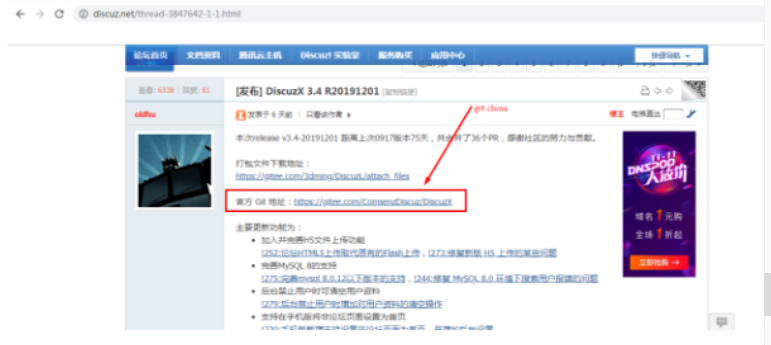 discuz.net/thread-3847642-1-1.html
论坛首页 文档资料 腾讯云主机 Discuz! 实验室 服务购买 应用中心 快捷导航
查看: 6338 | 回复: 81
[发布] DiscuzX 3.4 R20191201 [复制链接]
oldhu
发表于 6 天前 | 只看该作者
git clone
楼主 电梯直达
本次release v3.4-20191201 距离上次0917版本75天，共合并了36个PR，感谢社区的努力与贡献。
打包文件下载地址：
https://gitee.com/3dming/DiscuzL/attach_files
官方 Git 地址：https://gitee.com/ComsenzDiscuz/DiscuzX
主要更新功能为：
加入并完善H5文件上传功能
!252:论坛HTML5上传取代原有的Flash上传，!273:修复新版 H5 上传的某些问题
完善MySQL 8的支持
!275:完善mysql 8.0.12以下版本的支持，!244:修复 MySQL 8.0 环境下搜索用户报错的问题
后台禁止用户时可清空用户资料
!279:后台禁止用户时增加对用户资料的清空操作
支持在手机版将非论坛页面设置为首页
11.11
DNSPOD
大放价
域名 1 元购
全场 1 折起
立即抢购